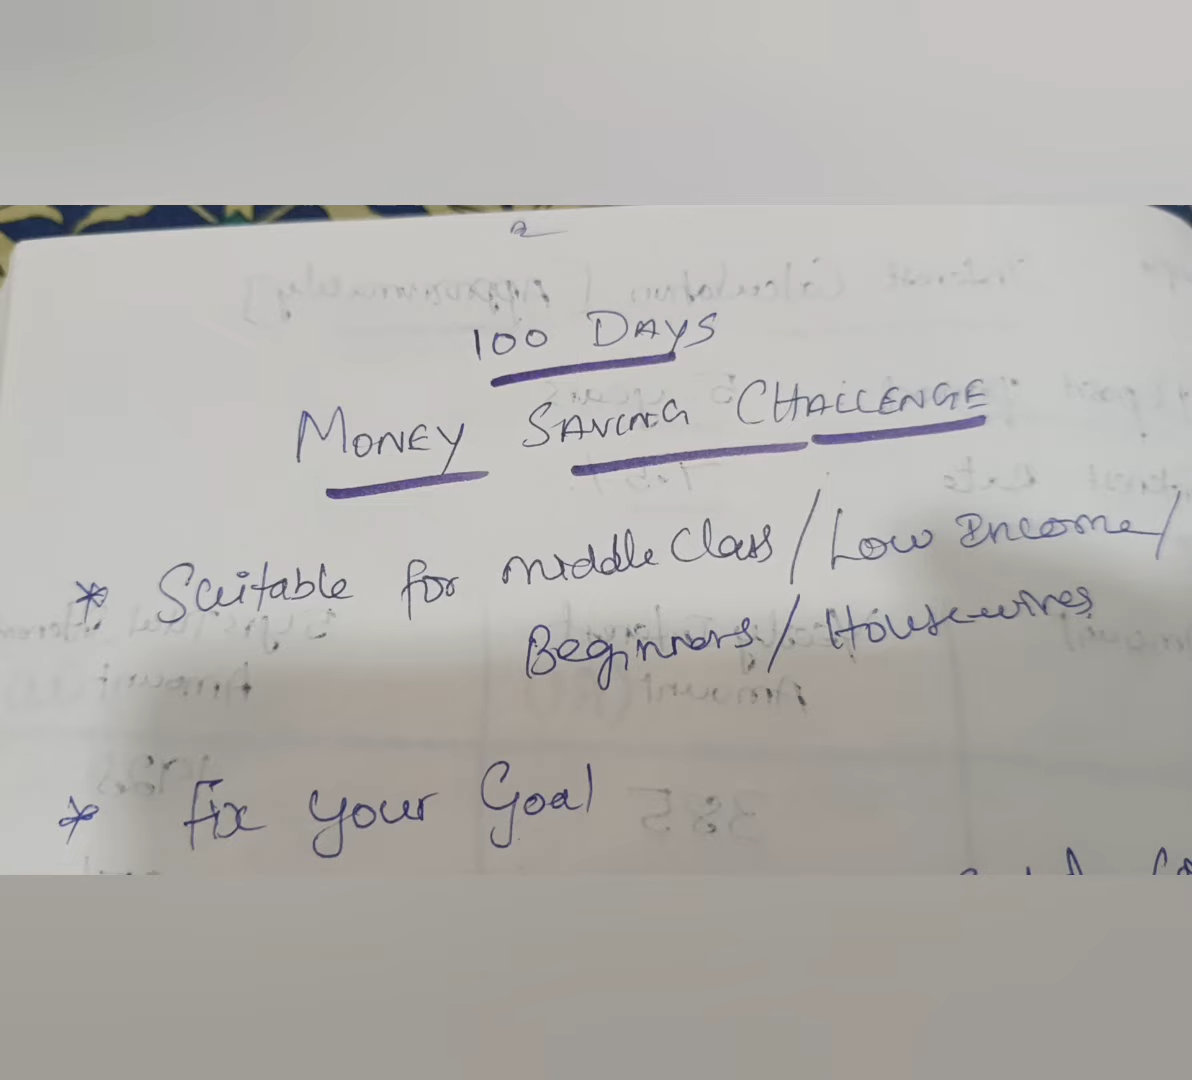 100 DAYS
MONEY SAVING CHALLENGE
* Suitable for middle class / Low Income /
Beginners / Housewives
* Fix your Goal